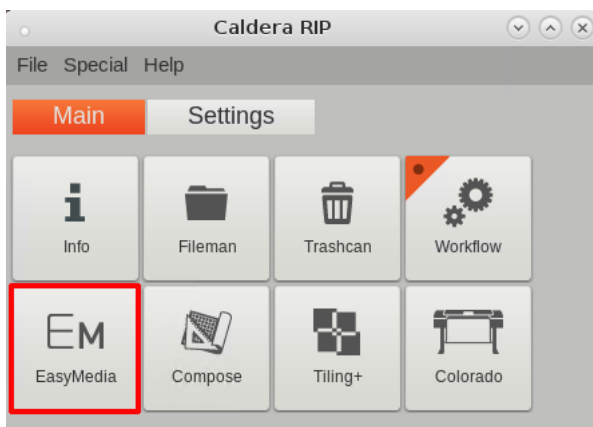 Caldera RIP
File Special Help
Main Settings
Info Fileman Trashcan Workflow
EM
EasyMedia Compose Tiling+ Colorado